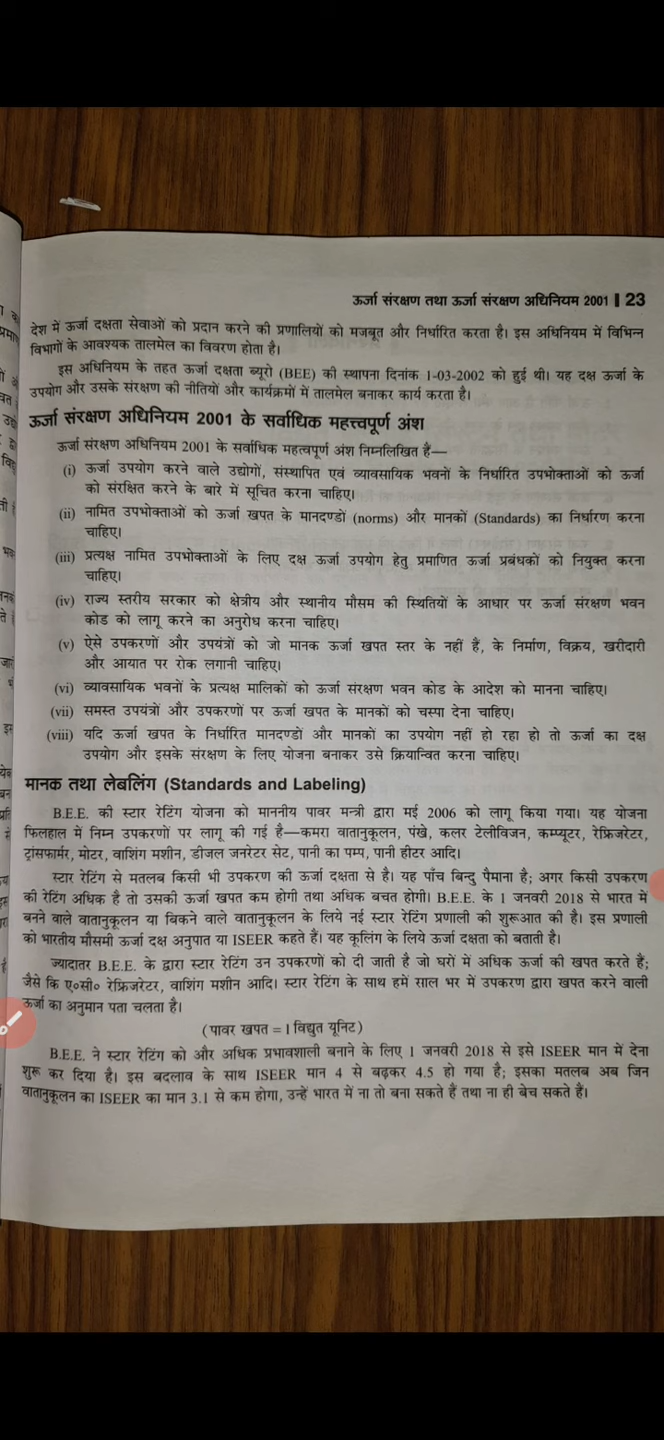 ऊर्जा संरक्षण तथा ऊर्जा संरक्षण अधिनियम 2001 | 23
देश में ऊर्जा दक्षता सेवाओं को प्रदान करने की प्रणालियों को मजबूत और निर्धारित करता है। इस अधिनियम में विभिन्न
विभागों के आवश्यक तालमेल का विवरण होता है।
इस अधिनियम के तहत ऊर्जा दक्षता ब्यूरो (BEE) की स्थापना दिनांक 1-03-2002 को हुई थी। यह दक्ष ऊर्जा के
उपयोग और उसके संरक्षण की नीतियों और कार्यक्रमों में तालमेल बनाकर कार्य करता है।
ऊर्जा संरक्षण अधिनियम 2001 के सर्वाधिक महत्त्वपूर्ण अंश
ऊर्जा संरक्षण अधिनियम 2001 के सर्वाधिक महत्वपूर्ण अंश निम्नलिखित हैं—
(i) ऊर्जा उपयोग करने वाले उद्योगों, संस्थापित एवं व्यावसायिक भवनों के निर्धारित उपभोक्ताओं को ऊर्जा
को संरक्षित करने के बारे में सूचित करना चाहिए।
(ii) नामित उपभोक्ताओं को ऊर्जा खपत के मानदण्डों (norms) और मानकों (Standards) का निर्धारण करना
चाहिए।
(iii) प्रत्यक्ष नामित उपभोक्ताओं के लिए दक्ष ऊर्जा उपयोग हेतु प्रमाणित ऊर्जा प्रबंधकों को नियुक्त करना
चाहिए।
(iv) राज्य स्तरीय सरकार को क्षेत्रीय और स्थानीय मौसम की स्थितियों के आधार पर ऊर्जा संरक्षण भवन
कोड को लागू करने का अनुरोध करना चाहिए।
(v) ऐसे उपकरणों और उपयंत्रों को जो मानक ऊर्जा खपत स्तर के नहीं हैं, के निर्माण, विक्रय, खरीदारी
और आयात पर रोक लगानी चाहिए।
(vi) व्यावसायिक भवनों के प्रत्यक्ष मालिकों को ऊर्जा संरक्षण भवन कोड के आदेश को मानना चाहिए।
(vii) समस्त उपयंत्रों और उपकरणों पर ऊर्जा खपत के मानकों को चस्पा देना चाहिए।
(viii) यदि ऊर्जा खपत के निर्धारित मानदण्डों और मानकों का उपयोग नहीं हो रहा हो तो ऊर्जा का दक्ष
उपयोग और इसके संरक्षण के लिए योजना बनाकर उसे क्रियान्वित करना चाहिए।
मानक तथा लेबलिंग (Standards and Labeling)
B.E.E. की स्टार रेटिंग योजना को माननीय पावर मन्त्री द्वारा मई 2006 को लागू किया गया। यह योजना
फिलहाल में निम्न उपकरणों पर लागू की गई है—कमरा वातानुकूलन, पंखे, कलर टेलीविजन, कम्प्यूटर, रेफ्रिजरेटर,
ट्रांसफार्मर, मोटर, वाशिंग मशीन, डीजल जनरेटर सेट, पानी का पम्प, पानी हीटर आदि।
स्टार रेटिंग से मतलब किसी भी उपकरण की ऊर्जा दक्षता से है। यह पाँच बिन्दु पैमाना है; अगर किसी उपकरण
की रेटिंग अधिक है तो उसकी ऊर्जा खपत कम होगी तथा अधिक बचत होगी। B.E.E. के 1 जनवरी 2018 से भारत में
बनने वाले वातानुकूलन या बिकने वाले वातानुकूलन के लिये नई स्टार रेटिंग प्रणाली की शुरूआत की है। इस प्रणाली
को भारतीय मौसमी ऊर्जा दक्ष अनुपात या ISEER कहते हैं। यह कूलिंग के लिये ऊर्जा दक्षता को बताती है।
ज्यादातर B.E.E. के द्वारा स्टार रेटिंग उन उपकरणों को दी जाती है जो घरों में अधिक ऊर्जा की खपत करते हैं;
जैसे कि ए०सी० रेफ्रिजरेटर, वाशिंग मशीन आदि। स्टार रेटिंग के साथ हमें साल भर में उपकरण द्वारा खपत करने वाली
ऊर्जा का अनुमान पता चलता है।
(पावर खपत = 1 विद्युत यूनिट)
B.E.E. ने स्टार रेटिंग को और अधिक प्रभावशाली बनाने के लिए 1 जनवरी 2018 से इसे ISEER मान में देना
शुरू कर दिया है। इस बदलाव के साथ ISEER मान 4 से बढ़कर 4.5 हो गया है; इसका मतलब अब जिन
वातानुकूलन का ISEER का मान 3.1 से कम होगा, उन्हें भारत में ना तो बना सकते हैं तथा ना ही बेच सकते हैं।